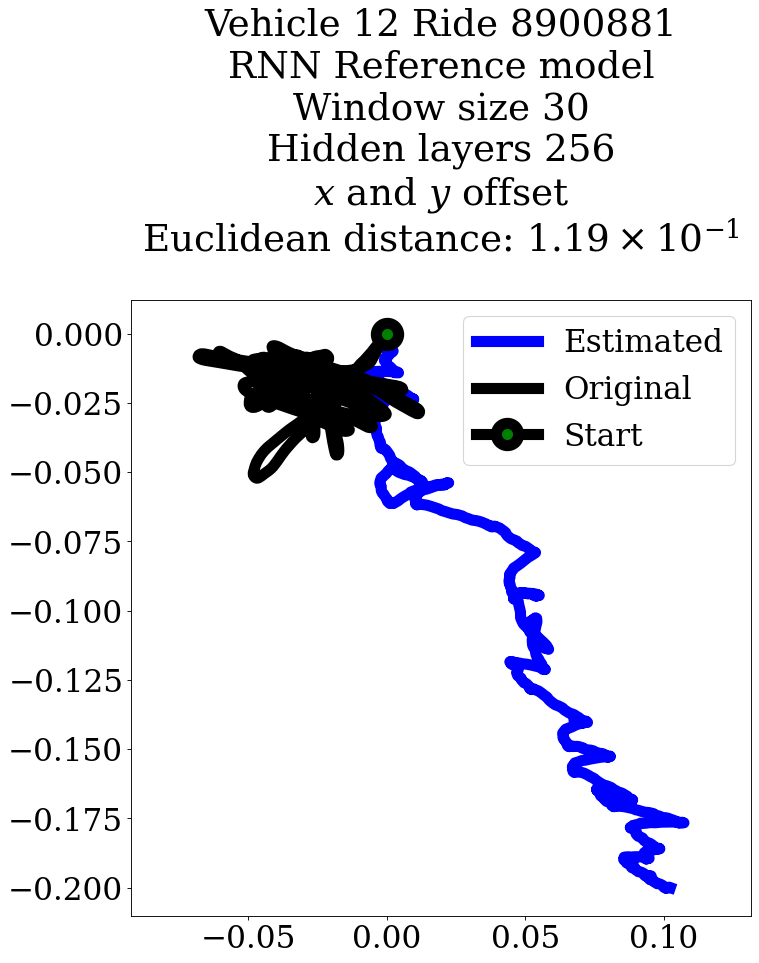 Vehicle 12 Ride 8900881
RNN Reference model
Window size 30
Hidden layers 256
x and y offset
Euclidean distance: 1.19 × 10⁻¹
Estimated
Original
Start
0.000
−0.025
−0.050
−0.075
−0.100
−0.125
−0.150
−0.175
−0.200
−0.05 0.00 0.05 0.10